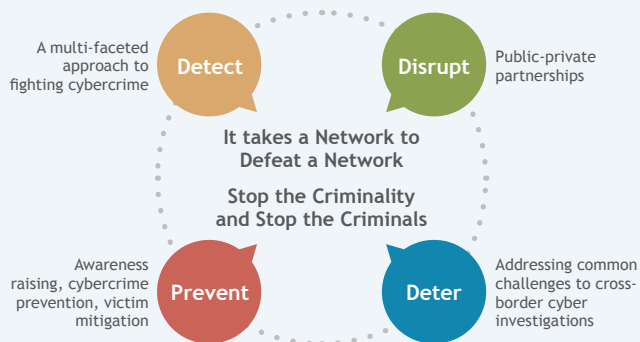 A multi-faceted
approach to
fighting cybercrime
Detect
Disrupt
Public-private
partnerships
It takes a Network to
Defeat a Network
Stop the Criminality
and Stop the Criminals
Awareness
raising, cybercrime
prevention, victim
mitigation
Prevent
Deter
Addressing common
challenges to cross-
border cyber
investigations